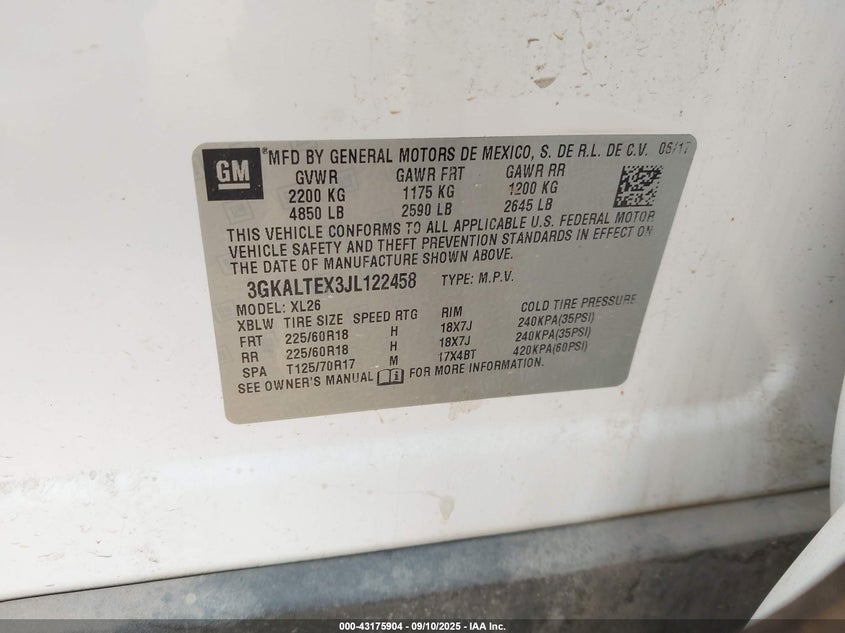 GM
*MFD BY GENERAL MOTORS DE MEXICO, S. DE R.L. DE C.V. 06/17
GVWR GAWR FRT GAWR RR
2200 KG 1175 KG 1200 KG
4850 LB 2590 LB 2645 LB
THIS VEHICLE CONFORMS TO ALL APPLICABLE U.S. FEDERAL MOTOR
VEHICLE SAFETY AND THEFT PREVENTION STANDARDS IN EFFECT ON
THE DATE OF MANUFACTURE SHOWN ABOVE.
3GKALTEX3JL122458 TYPE: M.P.V.
MODEL: XL26
XBLW TIRE SIZE SPEED RTG RIM COLD TIRE PRESSURE
FRT 225/60R18 H 18X7J 240KPA(35PSI)
RR 225/60R18 H 18X7J 240KPA(35PSI)
SPA T125/70R17 M 17X4BT 420KPA(60PSI)
SEE OWNER'S MANUAL FOR MORE INFORMATION.
000-43175904 - 09/10/2025 - IAA Inc.